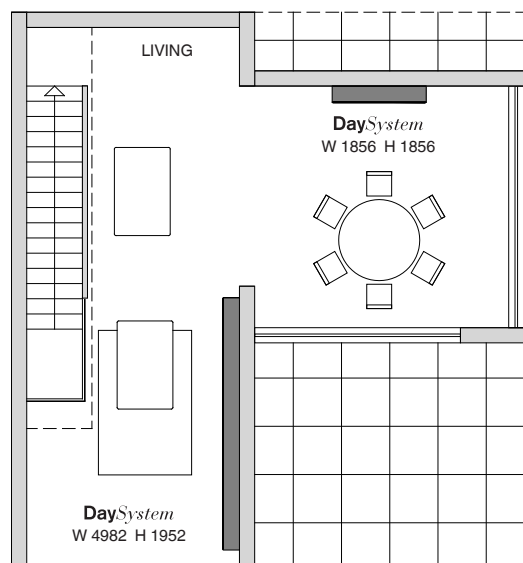 LIVING
DaySystem
W 1856 H 1856
DaySystem
W 4982 H 1952